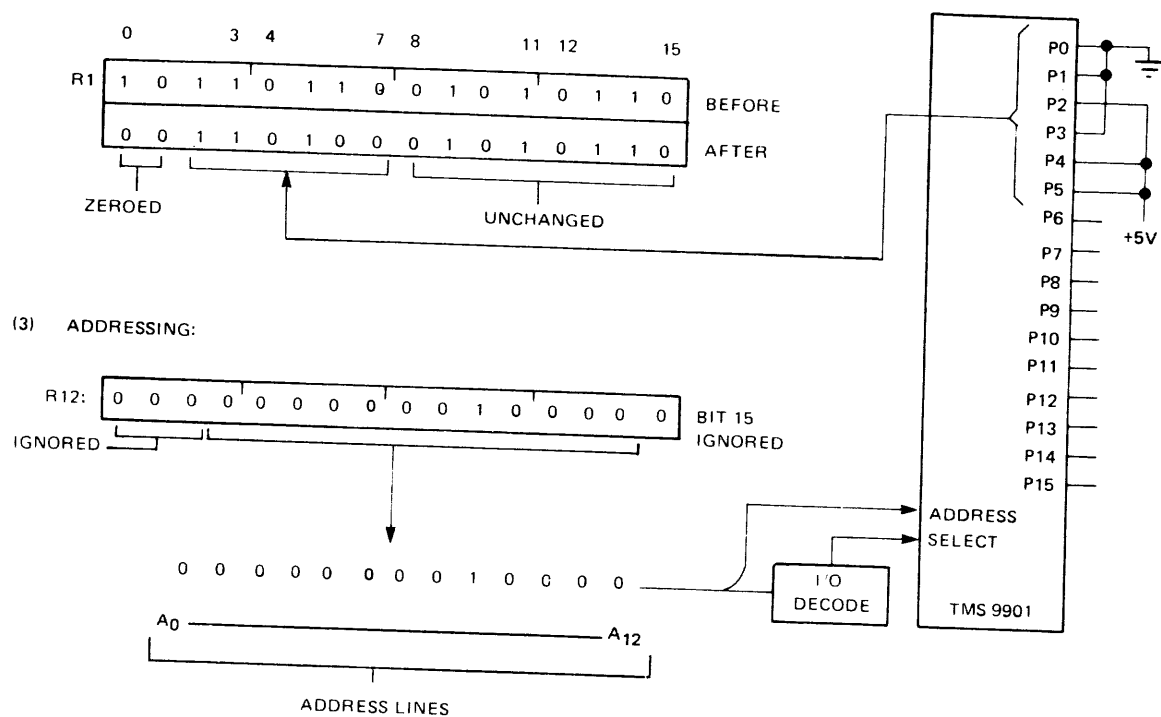 0 3 4 7 8 11 12 15
R1 1 0 1 1 0 1 1 0 0 1 0 1 0 1 1 0 BEFORE
0 0 1 1 0 1 0 0 0 1 0 1 0 1 1 0 AFTER
ZEROED
UNCHANGED
P0
P1
P2
P3
P4
P5
P6
+5V
P7
P8
P9
P10
P11
P12
P13
P14
P15
ADDRESS
SELECT
TMS 9901
(3) ADDRESSING:
R12: 0 0 0 0 0 0 0 0 0 0 1 0 0 0 0 0 BIT 15
IGNORED
IGNORED
0 0 0 0 0 0 0 0 1 0 0 0 0
I/O
DECODE
A0 A12
ADDRESS LINES